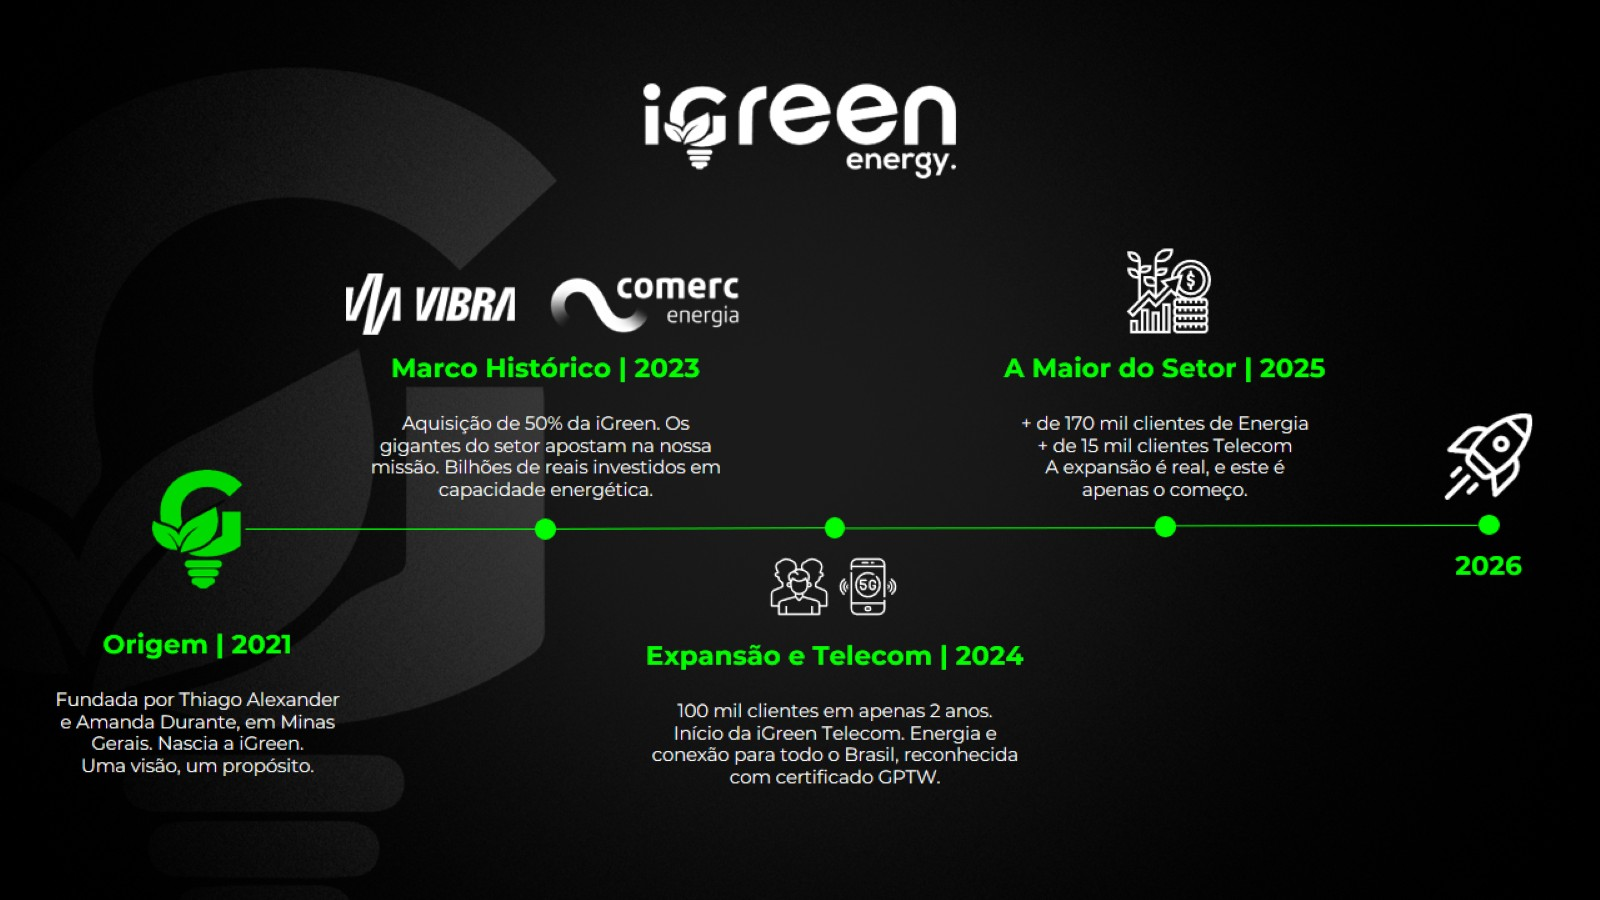 iGreen
energy.
VIBRA
comerc
energia
Marco Histórico | 2023
Aquisição de 50% da iGreen. Os
gigantes do setor apostam na nossa
missão. Bilhões de reais investidos em
capacidade energética.
A Maior do Setor | 2025
+ de 170 mil clientes de Energia
+ de 15 mil clientes Telecom
A expansão é real, e este é
apenas o começo.
2026
5G
Origem | 2021
Fundada por Thiago Alexander
e Amanda Durante, em Minas
Gerais. Nascia a iGreen.
Uma visão, um propósito.
Expansão e Telecom | 2024
100 mil clientes em apenas 2 anos.
Início da iGreen Telecom. Energia e
conexão para todo o Brasil, reconhecida
com certificado GPTW.